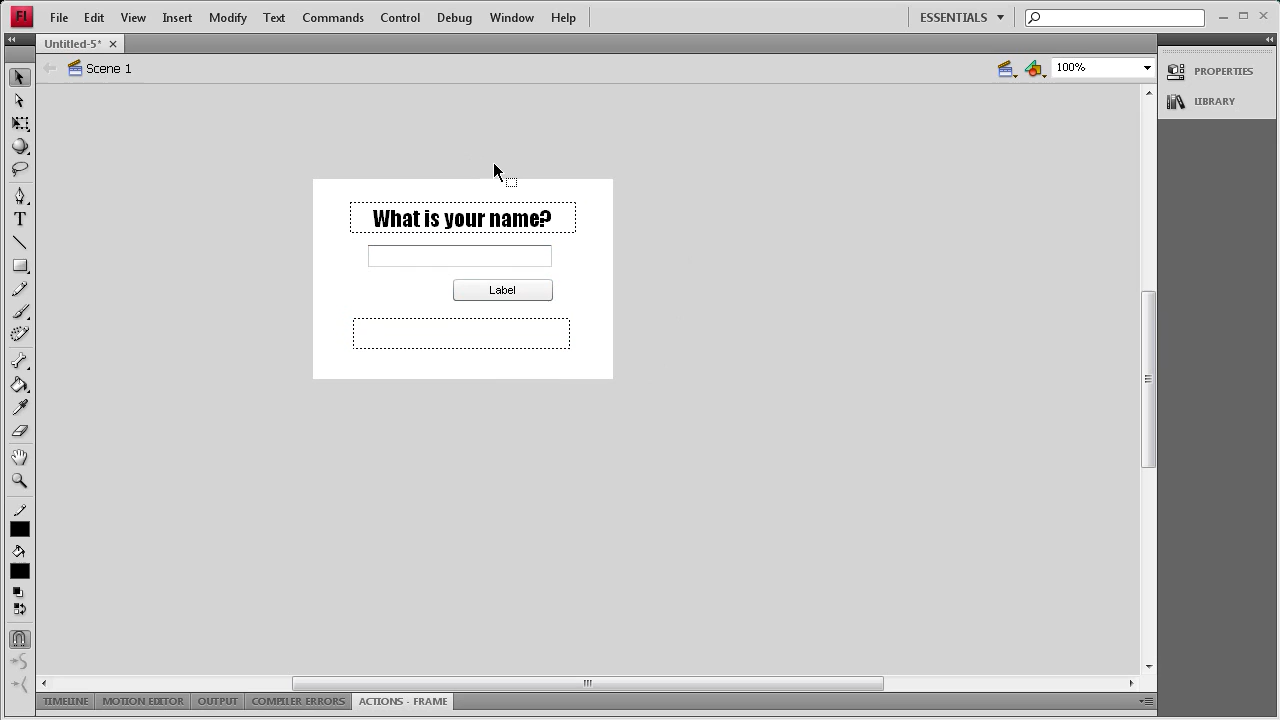 Fl File Edit View Insert Modify Text Commands Control Debug Window Help ESSENTIALS
Untitled-5*
Scene 1 100%
PROPERTIES
LIBRARY
What is your name?
Label
T
TIMELINE MOTION EDITOR OUTPUT COMPILER ERRORS ACTIONS - FRAME